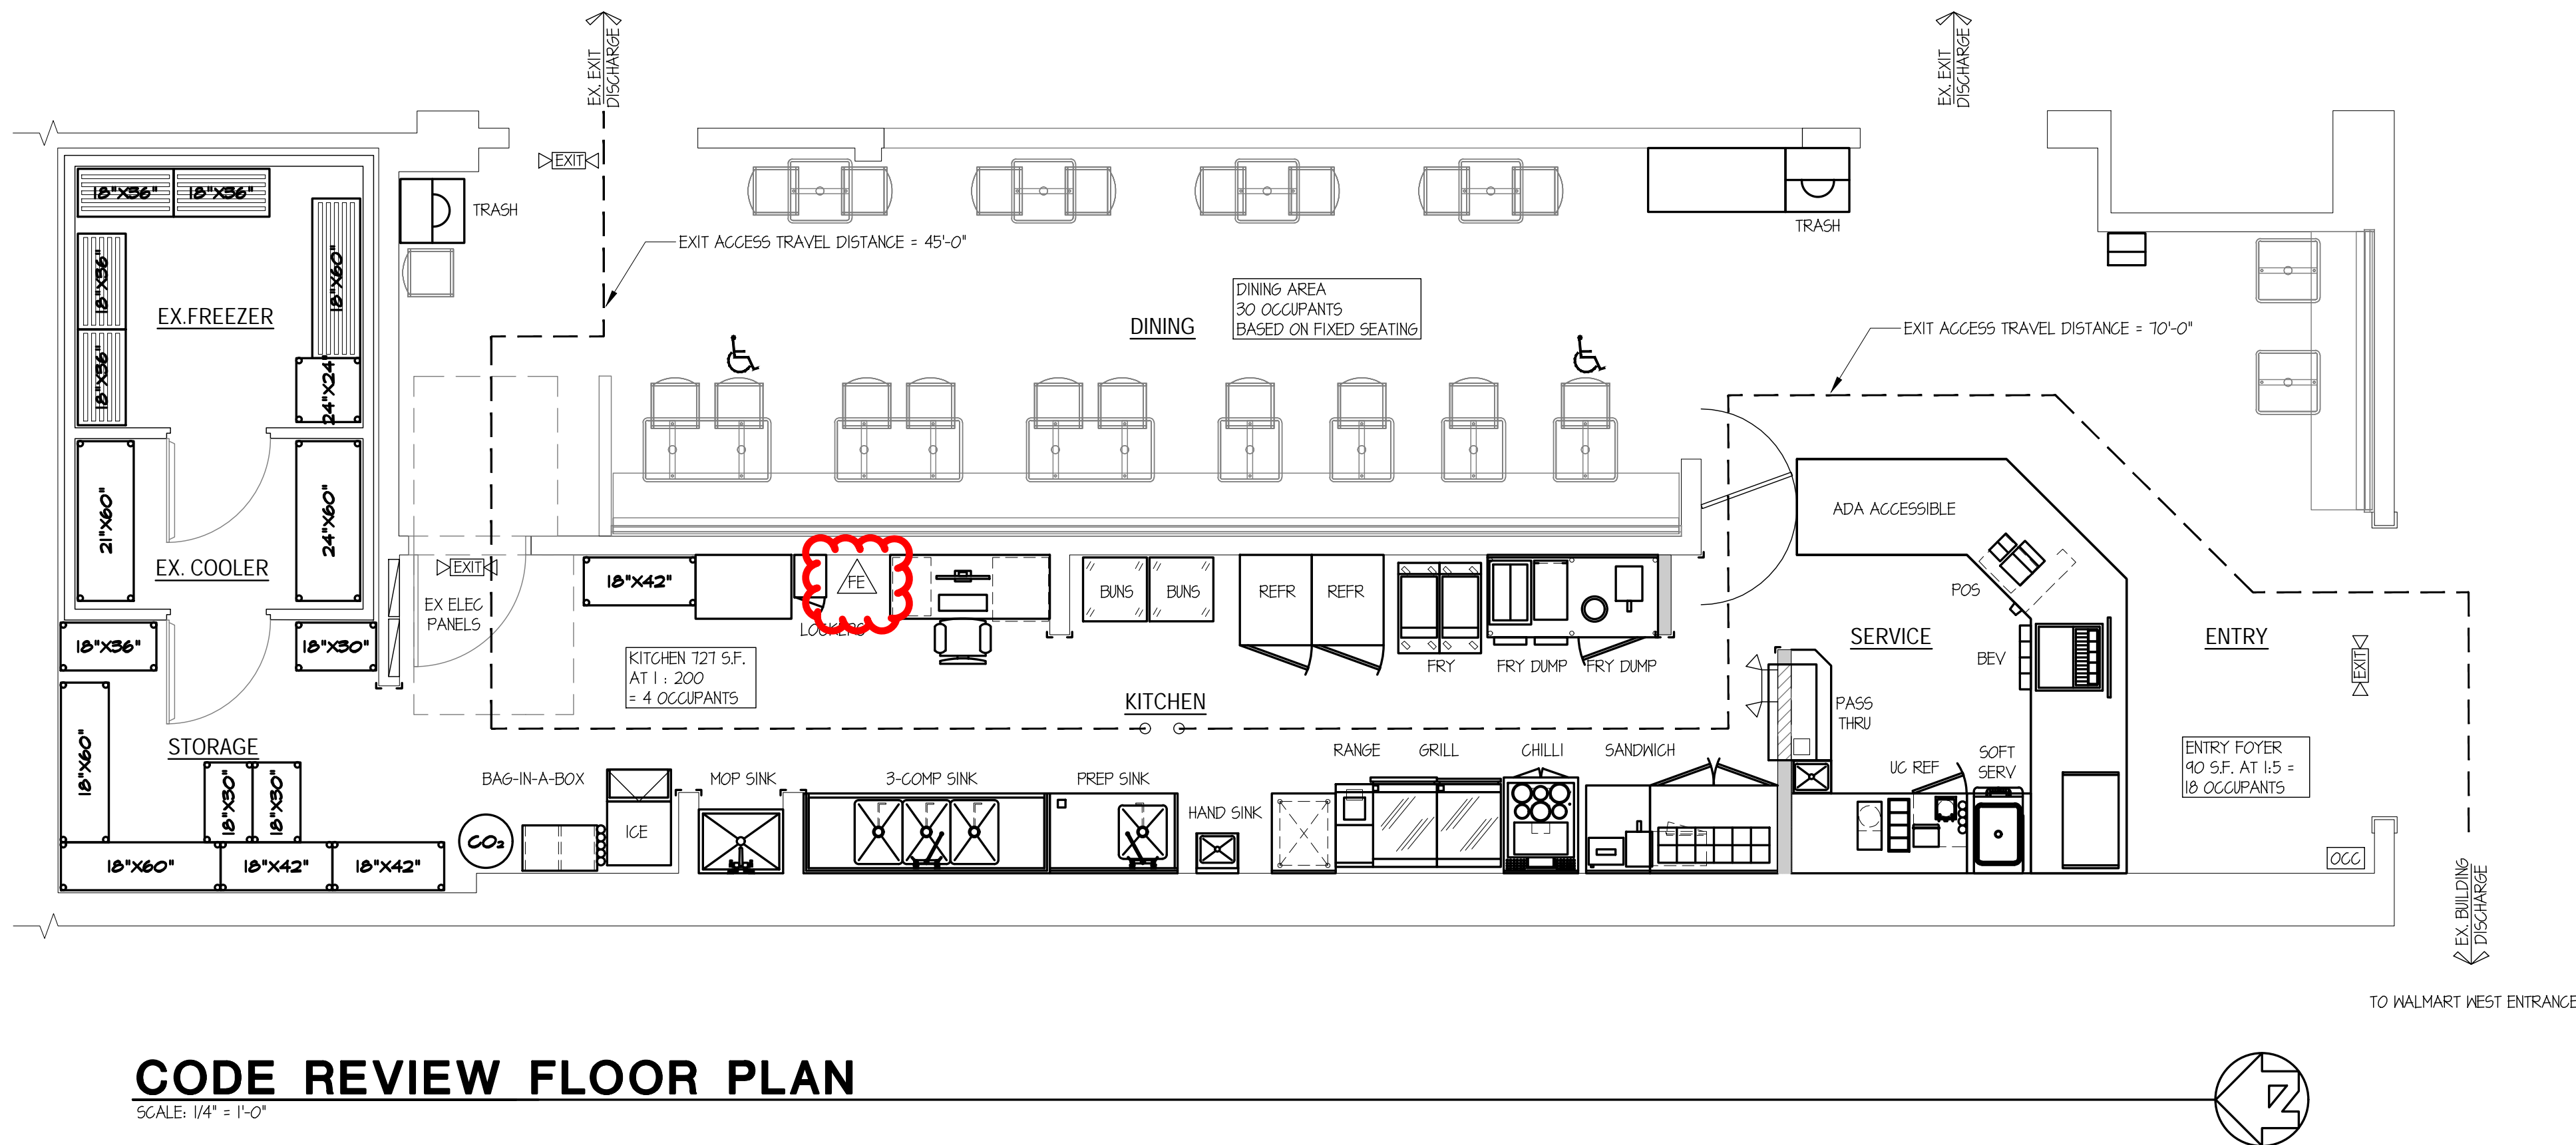 EX. EXIT
DISCHARGE
EX. EXIT
DISCHARGE
EXIT
18"X36"
18"X36"
TRASH
TRASH
EXIT ACCESS TRAVEL DISTANCE = 45'-0"
18"X36"
18"X60"
EX.FREEZER
DINING AREA
30 OCCUPANTS
BASED ON FIXED SEATING
DINING
EXIT ACCESS TRAVEL DISTANCE = 70'-0"
18"X36"
24"X24"
21"X60"
24"X60"
ADA ACCESSIBLE
EX. COOLER
EXIT
EX ELEC
PANELS
18"X42"
FE
LOCKERS
BUNS
BUNS
REFR
REFR
POS
18"X36"
18"X30"
KITCHEN 727 S.F.
AT 1 : 200
= 4 OCCUPANTS
FRY
FRY DUMP
FRY DUMP
SERVICE
BEV
ENTRY
EXIT
KITCHEN
PASS
THRU
STORAGE
18"X60"
18"X30"
18"X30"
BAG-IN-A-BOX
MOP SINK
3-COMP SINK
PREP SINK
RANGE
GRILL
CHILLI
SANDWICH
UC REF
SOFT
SERV
ENTRY FOYER
90 S.F. AT 1:5 =
18 OCCUPANTS
HAND SINK
ICE
CO2
18"X60"
18"X42"
18"X42"
OCC
EX. BUILDING
DISCHARGE
TO WALMART WEST ENTRANCE
CODE REVIEW FLOOR PLAN
SCALE: 1/4" = 1'-0"
N